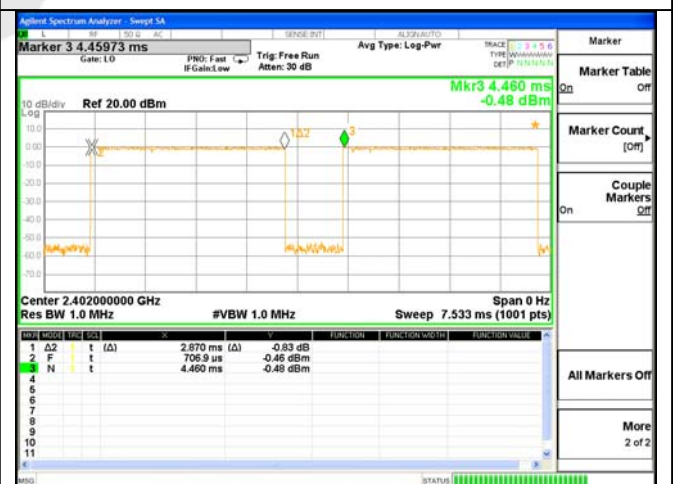 Agilent Spectrum Analyzer - Swept SA
L RF 50 Ω AC SENSE:INT ALIGN AUTO
Marker 3 4.45973 ms
Gate: LO
PNO: Fast
IFGain:Low
Trig: Free Run
Atten: 30 dB
Avg Type: Log-Pwr
TRACE 1 2 3 4 5 6
TYPE
DET P N N N N N
Mkr3 4.460 ms
-0.48 dBm
10 dB/div Ref 20.00 dBm
Log
10.0
0.00
-10.0
-20.0
-30.0
-40.0
-50.0
-60.0
-70.0
1Δ2
3
Center 2.402000000 GHz
Span 0 Hz
Res BW 1.0 MHz
#VBW 1.0 MHz
Sweep 7.533 ms (1001 pts)
MKR MODE TRC SCL X Y FUNCTION FUNCTION WIDTH FUNCTION VALUE
1 Δ2 t (Δ) 2.870 ms (Δ) -0.83 dB
2 F t 706.9 µs -0.46 dBm
3 N t 4.460 ms -0.48 dBm
4
5
6
7
8
9
10
11
MSG
STATUS
Marker
Marker Table
On Off
Marker Count
[Off]
Couple
Markers
On Off
All Markers Off
More
2 of 2